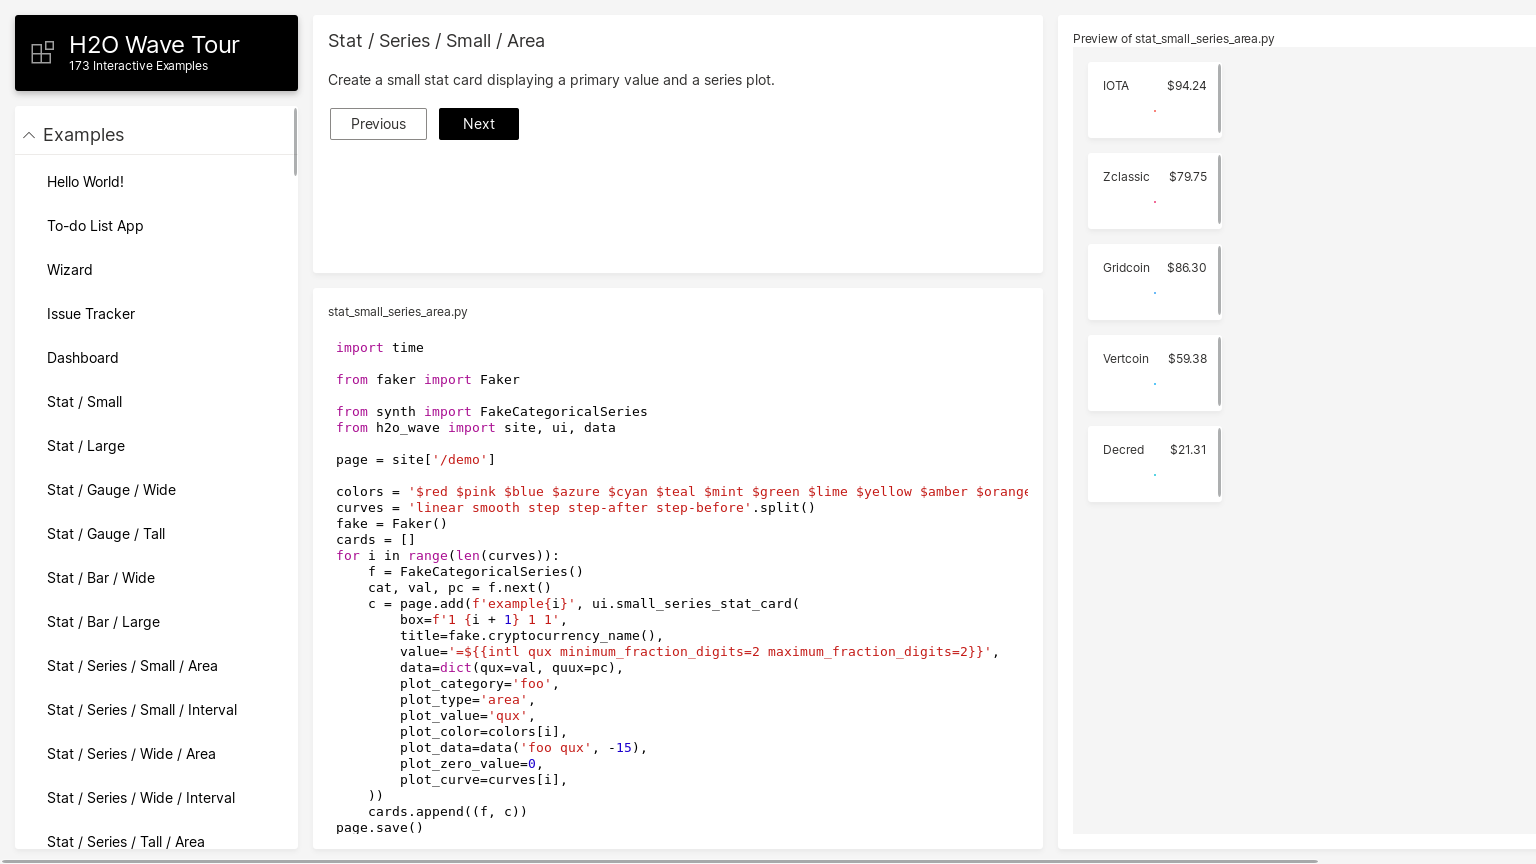 H2O Wave Tour
173 Interactive Examples
Examples
Hello World!
To-do List App
Wizard
Issue Tracker
Dashboard
Stat / Small
Stat / Large
Stat / Gauge / Wide
Stat / Gauge / Tall
Stat / Bar / Wide
Stat / Bar / Large
Stat / Series / Small / Area
Stat / Series / Small / Interval
Stat / Series / Wide / Area
Stat / Series / Wide / Interval
Stat / Series / Tall / Area
Stat / Series / Small / Area
Create a small stat card displaying a primary value and a series plot.
Previous Next
stat_small_series_area.py
import time
from faker import Faker
from synth import FakeCategoricalSeries
from h2o_wave import site, ui, data
page = site['/demo']
colors = '$red $pink $blue $azure $cyan $teal $mint $green $lime $yellow $amber $orange
curves = 'linear smooth step step-after step-before'.split()
fake = Faker()
cards = []
for i in range(len(curves)):
    f = FakeCategoricalSeries()
    cat, val, pc = f.next()
    c = page.add(f'example{i}', ui.small_series_stat_card(
        box=f'1 {i + 1} 1 1',
        title=fake.cryptocurrency_name(),
        value='=${{intl qux minimum_fraction_digits=2 maximum_fraction_digits=2}}',
        data=dict(qux=val, quux=pc),
        plot_category='foo',
        plot_type='area',
        plot_value='qux',
        plot_color=colors[i],
        plot_data=data('foo qux', -15),
        plot_zero_value=0,
        plot_curve=curves[i],
    ))
    cards.append((f, c))
page.save()
Preview of stat_small_series_area.py
IOTA $94.24
Zclassic $79.75
Gridcoin $86.30
Vertcoin $59.38
Decred $21.31